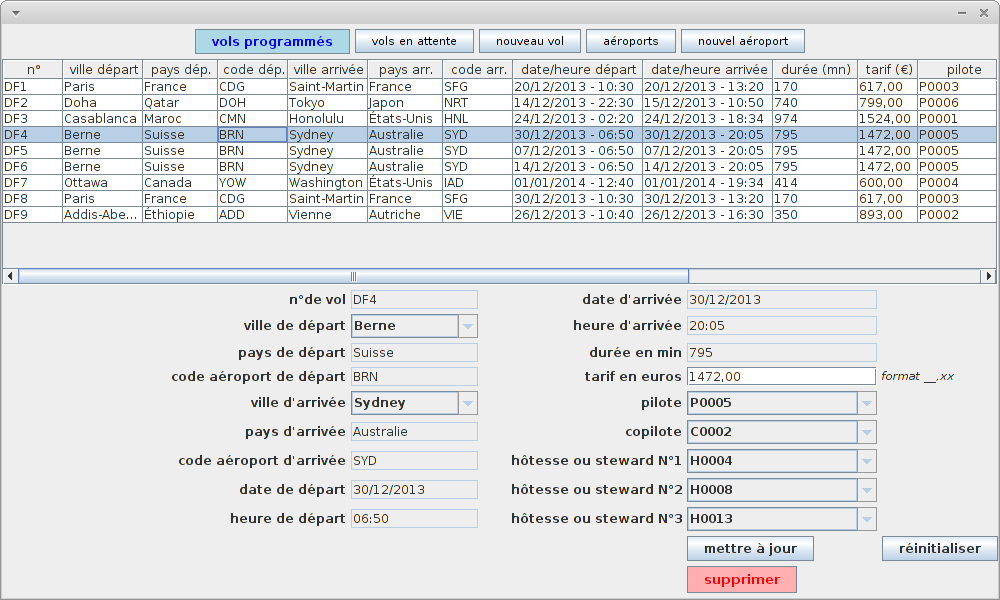 vols programmés vols en attente nouveau vol aéroports nouvel aéroport
n° ville départ pays dép. code dép. ville arrivée pays arr. code arr. date/heure départ date/heure arrivée durée (mn) tarif (€) pilote
DF1 Paris France CDG Saint-Martin France SFG 20/12/2013 - 10:30 20/12/2013 - 13:20 170 617,00 P0003
DF2 Doha Qatar DOH Tokyo Japon NRT 14/12/2013 - 22:30 15/12/2013 - 10:50 740 799,00 P0006
DF3 Casablanca Maroc CMN Honolulu États-Unis HNL 24/12/2013 - 02:20 24/12/2013 - 18:34 974 1524,00 P0001
DF4 Berne Suisse BRN Sydney Australie SYD 30/12/2013 - 06:50 30/12/2013 - 20:05 795 1472,00 P0005
DF5 Berne Suisse BRN Sydney Australie SYD 07/12/2013 - 06:50 07/12/2013 - 20:05 795 1472,00 P0005
DF6 Berne Suisse BRN Sydney Australie SYD 14/12/2013 - 06:50 14/12/2013 - 20:05 795 1472,00 P0005
DF7 Ottawa Canada YOW Washington États-Unis IAD 01/01/2014 - 12:40 01/01/2014 - 19:34 414 600,00 P0004
DF8 Paris France CDG Saint-Martin France SFG 30/12/2013 - 10:30 30/12/2013 - 13:20 170 617,00 P0003
DF9 Addis-Abe... Éthiopie ADD Vienne Autriche VIE 26/12/2013 - 10:40 26/12/2013 - 16:30 350 893,00 P0002
n°de vol DF4 date d'arrivée 30/12/2013
ville de départ Berne heure d'arrivée 20:05
pays de départ Suisse durée en min 795
code aéroport de départ BRN tarif en euros 1472,00 format __,xx
ville d'arrivée Sydney pilote P0005
pays d'arrivée Australie copilote C0002
code aéroport d'arrivée SYD hôtesse ou steward N°1 H0004
date de départ 30/12/2013 hôtesse ou steward N°2 H0008
heure de départ 06:50 hôtesse ou steward N°3 H0013
mettre à jour réinitialiser
supprimer